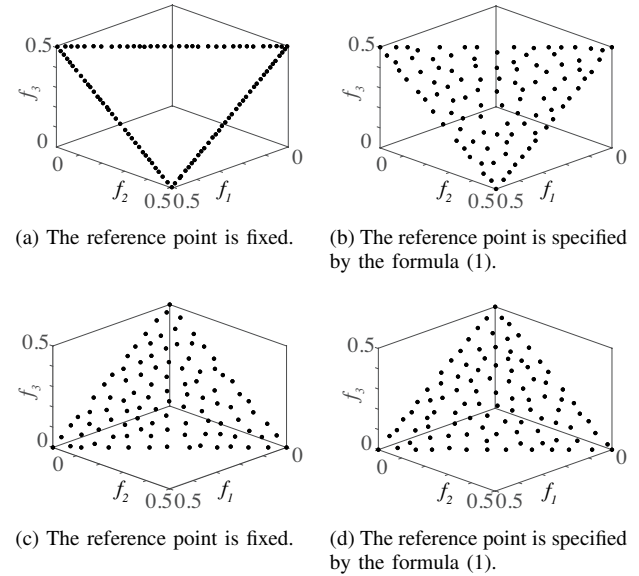 0.5
f3
0
0
f2
0.5
0.5
f1
0
0.5
f3
0
0
f2
0.5
0.5
f1
0
(a) The reference point is fixed.
(b) The reference point is specified
by the formula (1).
0.5
f3
0
0
f2
0.5
0.5
f1
0
0.5
f3
0
0
f2
0.5
0.5
f1
0
(c) The reference point is fixed.
(d) The reference point is specified
by the formula (1).